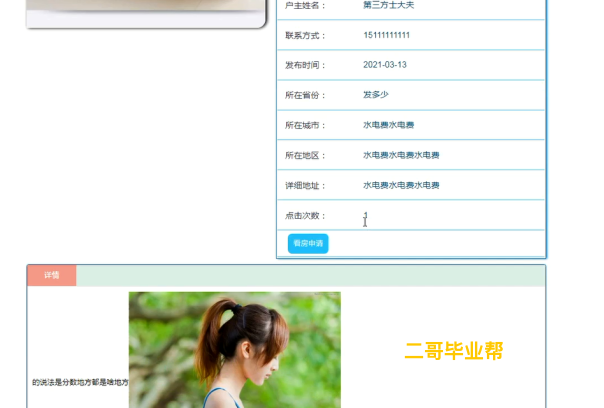 户主姓名： 第三方士大夫
联系方式： 15111111111
发布时间： 2021-03-13
所在省份： 发多少
所在城市： 水电费水电费
所在地区： 水电费水电费水电费
详细地址： 水电费水电费水电费
点击次数： 1
看房申请
详情
二哥毕业帮
的说法是分数地方都是啥地方